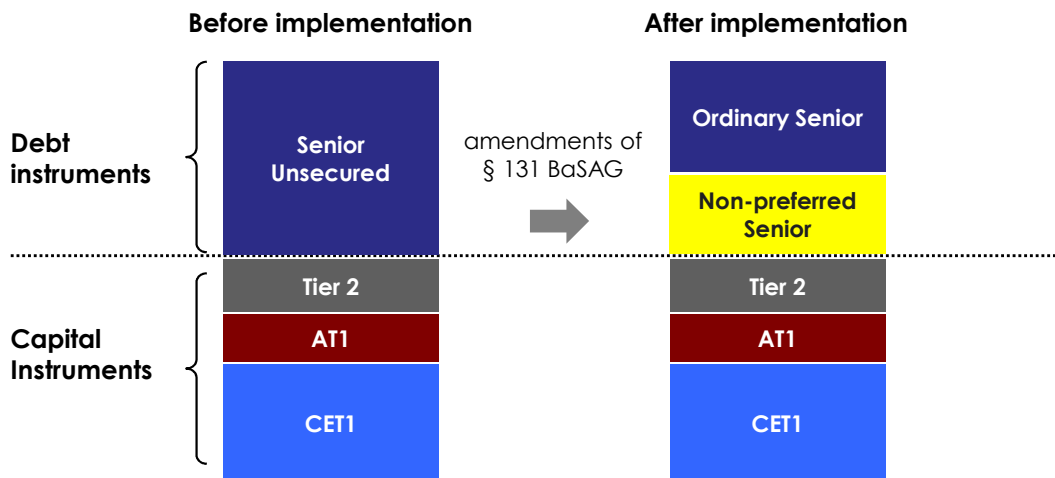 Before implementation
After implementation
Debt
instruments
Senior
Unsecured
amendments of
§ 131 BaSAG
Ordinary Senior
Non-preferred
Senior
Capital
Instruments
Tier 2
AT1
CET1
Tier 2
AT1
CET1